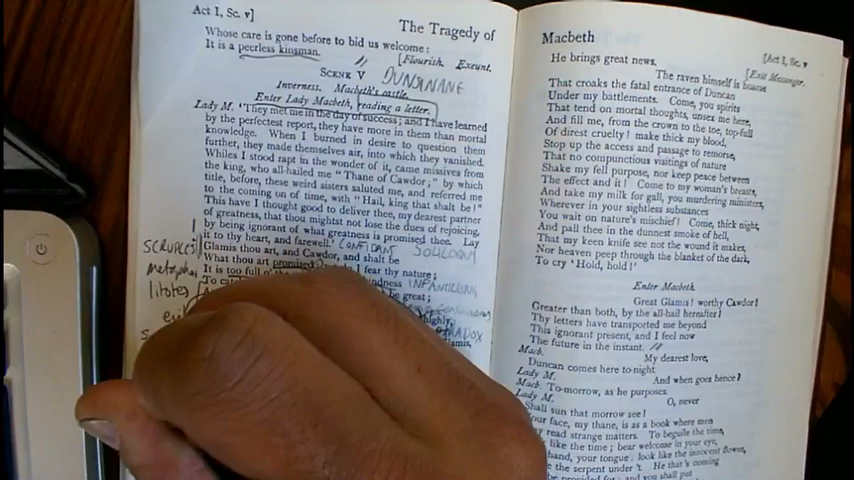 Act I, Sc. v]
The Tragedy of
Whose care is gone before to bid us welcome :
It is a peerless kinsman.
[Flourish. Exeunt.
SCENE V DUNSINANE
Inverness. Macbeth's castle.
Enter Lady Macbeth, reading a letter.
Lady M. 'They met me in the day of success; and I have learned
by the perfectest report, they have more in them than mortal
knowledge. When I burned in desire to question them
further, they made themselves air, into which they vanished.
Whiles I stood rapt in the wonder of it, came missives from
the king, who all-hailed me "Thane of Cawdor;" by which
title, before, these weird sisters saluted me, and referred me
to the coming on of time, with "Hail, king that shalt be!"
This have I thought good to deliver thee, my dearest partner
of greatness, that thou mightst not lose the dues of rejoicing,
by being ignorant of what greatness is promised thee. Lay
it to thy heart, and farewell.' CONFIDANT SOLILOQUY
SCRUPLES
Glamis thou art, and Cawdor, and shalt be
What thou art promised I fear thy nature;
metaphor
It is too full o' kindness INFANTILISING
litotes
To be great;
highly,
PARADOX
Glamis,
Macbeth
[Act I, Sc. v
He brings great news.
[Exit Messenger.
The raven himself is hoarse
That croaks the fatal entrance of Duncan
Under my battlements. Come, you spirits
That tend on mortal thoughts, unsex me here,
And fill me, from the crown to the toe, top-full
Of direst cruelty! make thick my blood,
Stop up the access and passage to remorse,
That no compunctious visitings of nature
Shake my fell purpose, nor keep peace between
The effect and it! Come to my woman's breasts,
And take my milk for gall, you murdering ministers,
Wherever in your sightless substances
You wait on nature's mischief! Come, thick night,
And pall thee in the dunnest smoke of hell,
That my keen knife see not the wound it makes,
Nor heaven peep through the blanket of the dark,
To cry 'Hold, hold!'
Enter Macbeth.
Great Glamis! worthy Cawdor!
Greater than both, by the all-hail hereafter!
Thy letters have transported me beyond
This ignorant present, and I feel now
The future in the instant.
Mach. My dearest love,
Duncan comes here to-night.
Lady M. And when goes hence?
Mach. To-morrow, as he purposes.
Lady M. O, never
Shall sun that morrow see!
Your face, my thane, is as a book where men
May read strange matters. To beguile the time,
like the time; bear welcome in your eye,
hand, your tongue: look like the innocent flower,
be the serpent under 't. He that's coming
be provided for: and you shall put